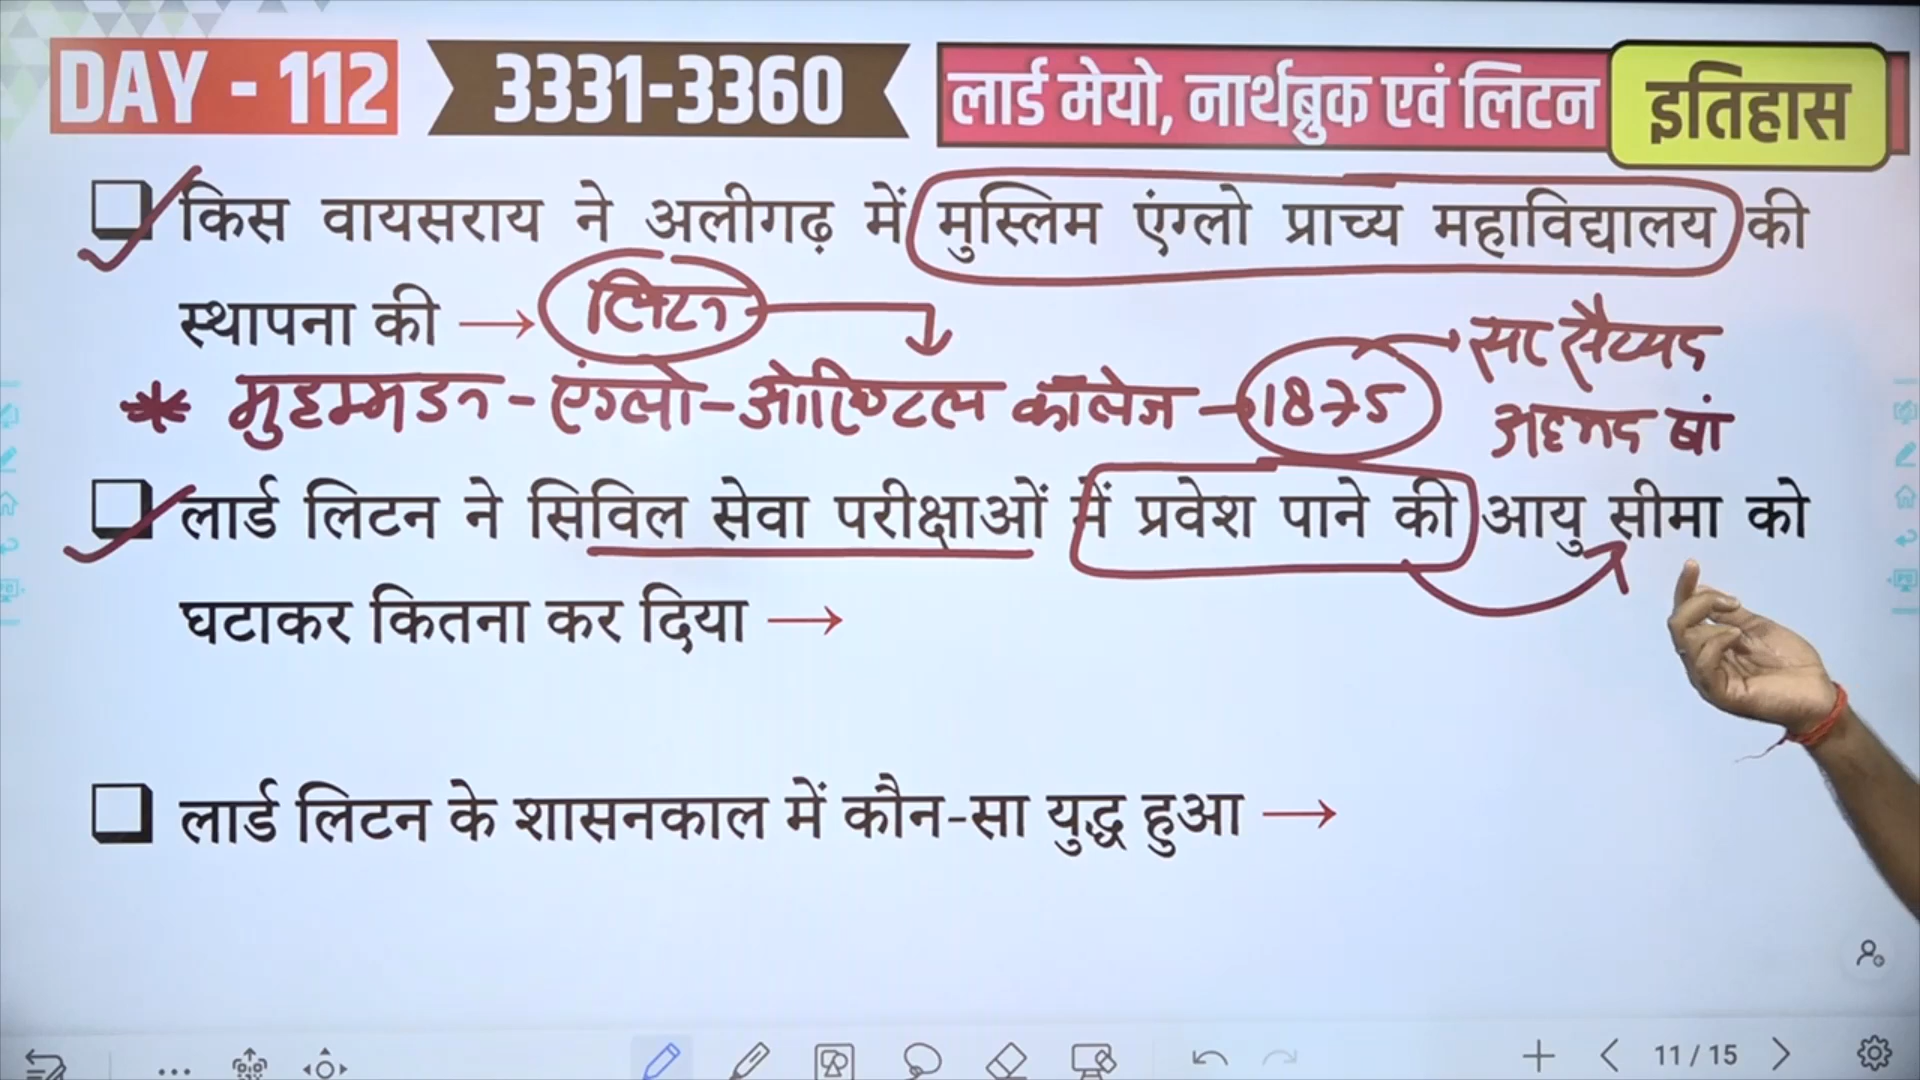 DAY - 112 3331-3360 लार्ड मेयो, नार्थब्रुक एवं लिटन इतिहास
किस वायसराय ने अलीगढ़ में मुस्लिम एंग्लो प्राच्य महाविद्यालय की
स्थापना की → लिटन
* मुहम्मडन-एंग्लो-ओरिण्टल कॉलेज → 1875 → सर सैय्यद
अहमद खां
लार्ड लिटन ने सिविल सेवा परीक्षाओं में प्रवेश पाने की आयु सीमा को
घटाकर कितना कर दिया →
लार्ड लिटन के शासनकाल में कौन-सा युद्ध हुआ →
11 / 15